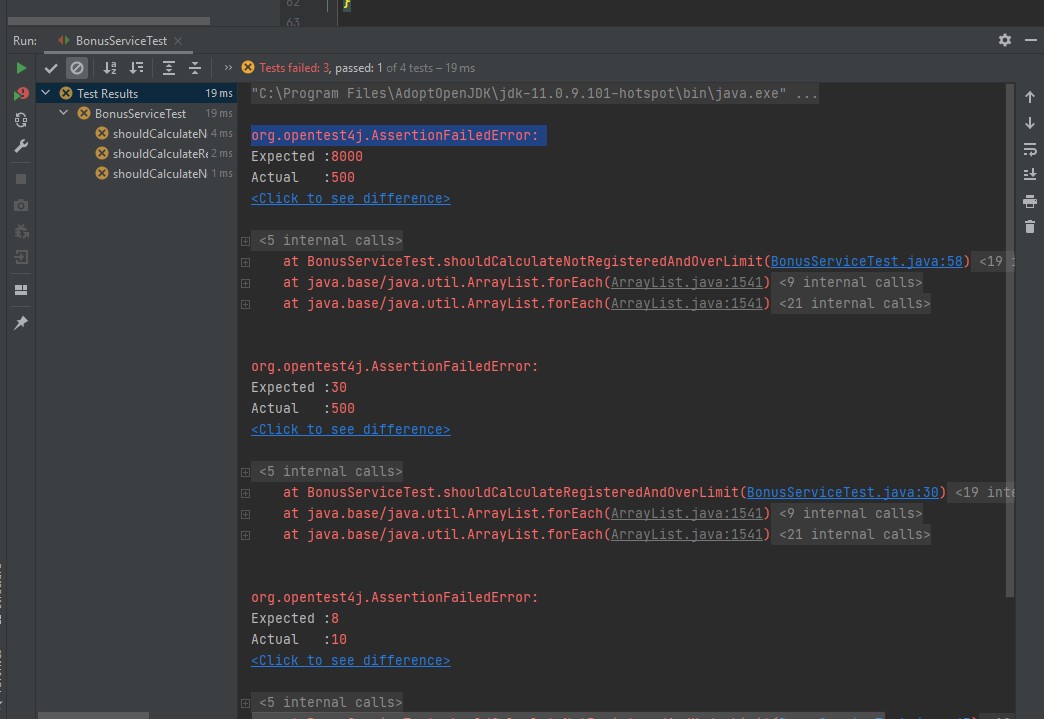 62
}
63
Run: BonusServiceTest
Tests failed: 3, passed: 1 of 4 tests – 19 ms
Test Results 19 ms
BonusServiceTest 19 ms
shouldCalculateN 4 ms
shouldCalculateRe 2 ms
shouldCalculateN 1 ms
"C:\Program Files\AdoptOpenJDK\jdk-11.0.9.101-hotspot\bin\java.exe" ...
org.opentest4j.AssertionFailedError:
Expected :8000
Actual   :500
<Click to see difference>
<5 internal calls>
at BonusServiceTest.shouldCalculateNotRegisteredAndOverLimit(BonusServiceTest.java:58) <19 i
at java.base/java.util.ArrayList.forEach(ArrayList.java:1541) <9 internal calls>
at java.base/java.util.ArrayList.forEach(ArrayList.java:1541) <21 internal calls>
org.opentest4j.AssertionFailedError:
Expected :30
Actual   :500
<Click to see difference>
<5 internal calls>
at BonusServiceTest.shouldCalculateRegisteredAndOverLimit(BonusServiceTest.java:30) <19 inte
at java.base/java.util.ArrayList.forEach(ArrayList.java:1541) <9 internal calls>
at java.base/java.util.ArrayList.forEach(ArrayList.java:1541) <21 internal calls>
org.opentest4j.AssertionFailedError:
Expected :8
Actual   :10
<Click to see difference>
<5 internal calls>